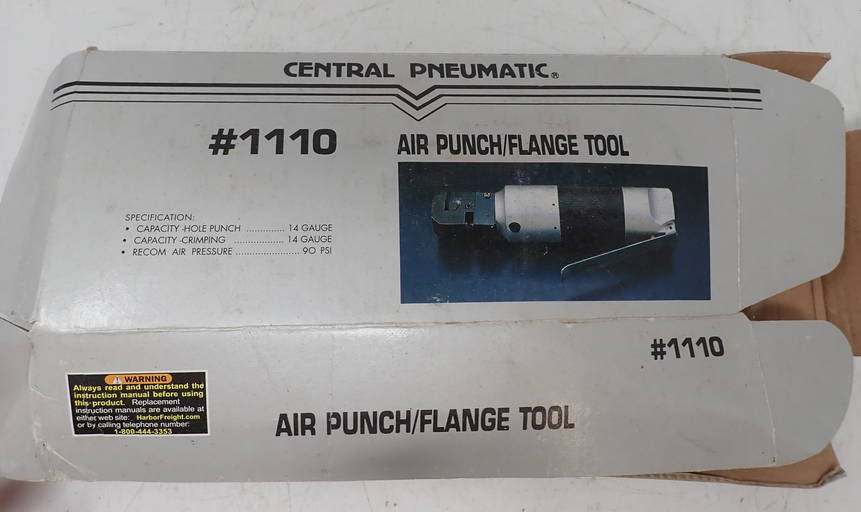 CENTRAL PNEUMATIC®
#1110
AIR PUNCH/FLANGE TOOL
SPECIFICATION:
• CAPACITY -HOLE PUNCH .............. 14 GAUGE
• CAPACITY -CRIMPING .................. 14 GAUGE
• RECOM AIR PRESSURE ....................... 90 PSI
#1110
WARNING
Always read and understand the
instruction manual before using
this product. Replacement
instruction manuals are available at
either web site: HarborFreight.com
or by calling telephone number:
1-800-444-3353
AIR PUNCH/FLANGE TOOL